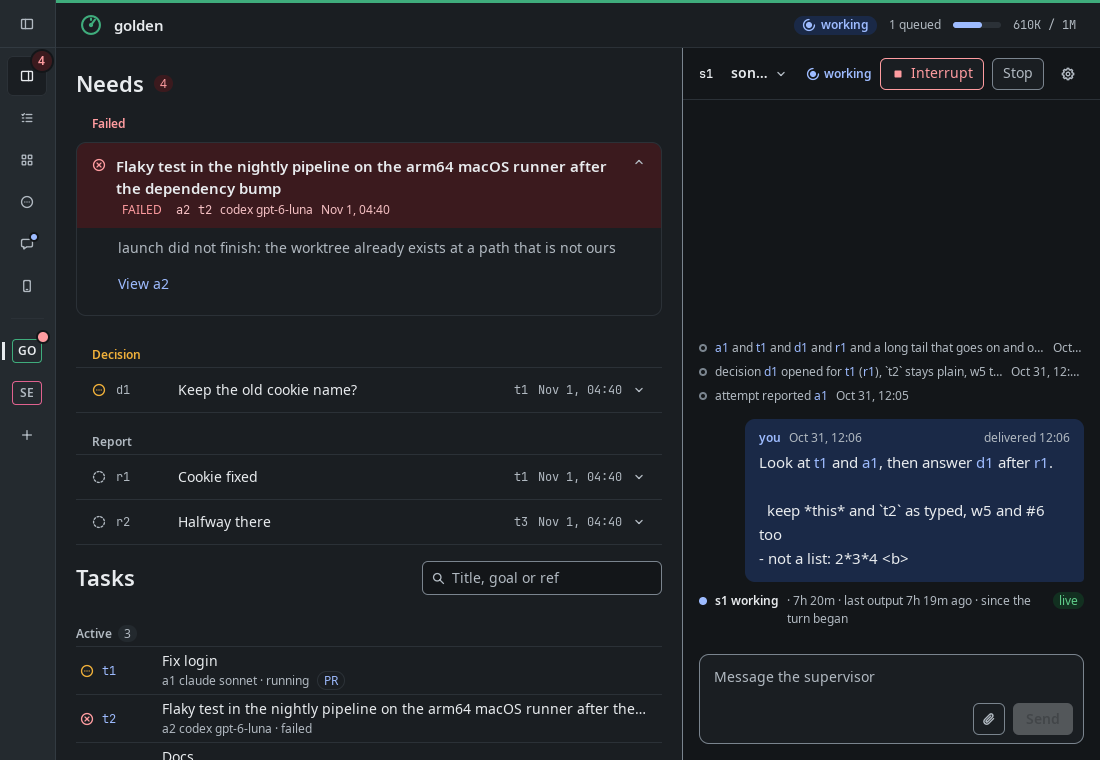 golden
working
1 queued
610K / 1M
4
GO
SE
Needs 4
Failed
Flaky test in the nightly pipeline on the arm64 macOS runner after
the dependency bump
FAILED a2 t2 codex gpt-6-luna Nov 1, 04:40
launch did not finish: the worktree already exists at a path that is not ours
View a2
Decision
d1 Keep the old cookie name? t1 Nov 1, 04:40
Report
r1 Cookie fixed t1 Nov 1, 04:40
r2 Halfway there t3 Nov 1, 04:40
Tasks
Title, goal or ref
Active 3
t1 Fix login
a1 claude sonnet · running PR
t2 Flaky test in the nightly pipeline on the arm64 macOS runner after the…
a2 codex gpt-6-luna · failed
Docs
s1 son… working Interrupt Stop
a1 and t1 and d1 and r1 and a long tail that goes on and o… Oct…
decision d1 opened for t1 (r1), `t2` stays plain, w5 t… Oct 31, 12:…
attempt reported a1 Oct 31, 12:05
you Oct 31, 12:06 delivered 12:06
Look at t1 and a1, then answer d1 after r1.
keep *this* and `t2` as typed, w5 and #6
too
- not a list: 2*3*4 <b>
s1 working · 7h 20m · last output 7h 19m ago · since the
turn began
live
Message the supervisor
Send